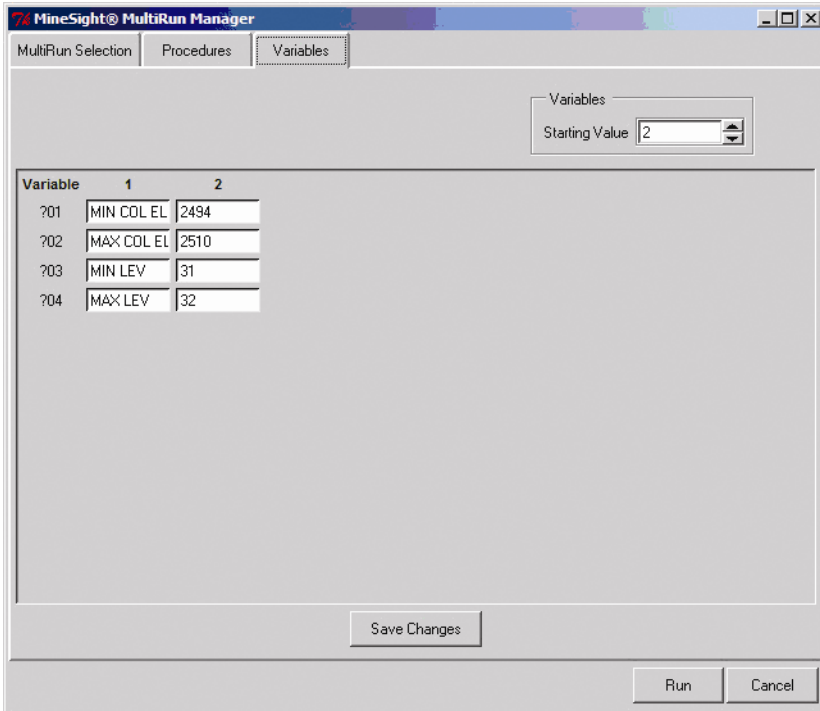 MineSight® MultiRun Manager
MultiRun Selection Procedures Variables
Variables
Starting Value 2
Variable 1 2
?01 MIN COL EL 2494
?02 MAX COL EL 2510
?03 MIN LEV 31
?04 MAX LEV 32
Save Changes
Run Cancel